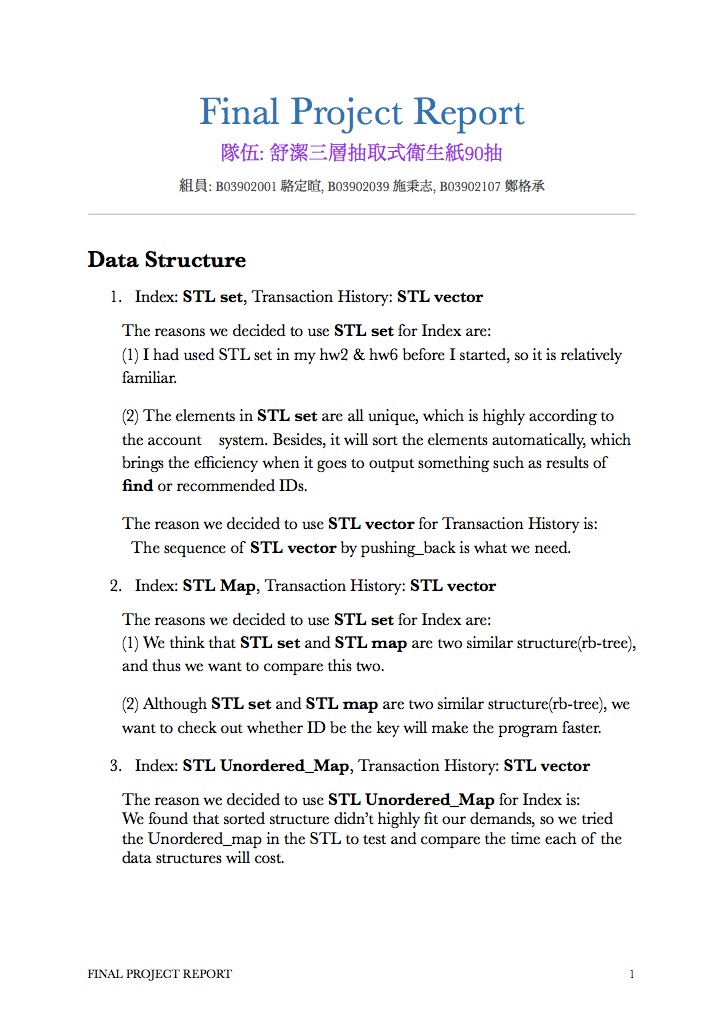 Final Project Report
隊伍: 舒潔三層抽取式衛生紙90抽
組員: B03902001 駱定暄, B03902039 施秉志, B03902107 鄭格承
Data Structure
1. Index: STL set, Transaction History: STL vector
The reasons we decided to use STL set for Index are:
(1) I had used STL set in my hw2 & hw6 before I started, so it is relatively
familiar.
(2) The elements in STL set are all unique, which is highly according to
the account system. Besides, it will sort the elements automatically, which
brings the efficiency when it goes to output something such as results of
find or recommended IDs.
The reason we decided to use STL vector for Transaction History is:
The sequence of STL vector by pushing_back is what we need.
2. Index: STL Map, Transaction History: STL vector
The reasons we decided to use STL set for Index are:
(1) We think that STL set and STL map are two similar structure(rb-tree),
and thus we want to compare this two.
(2) Although STL set and STL map are two similar structure(rb-tree), we
want to check out whether ID be the key will make the program faster.
3. Index: STL Unordered_Map, Transaction History: STL vector
The reason we decided to use STL Unordered_Map for Index is:
We found that sorted structure didn’t highly fit our demands, so we tried
the Unordered_map in the STL to test and compare the time each of the
data structures will cost.
FINAL PROJECT REPORT 1